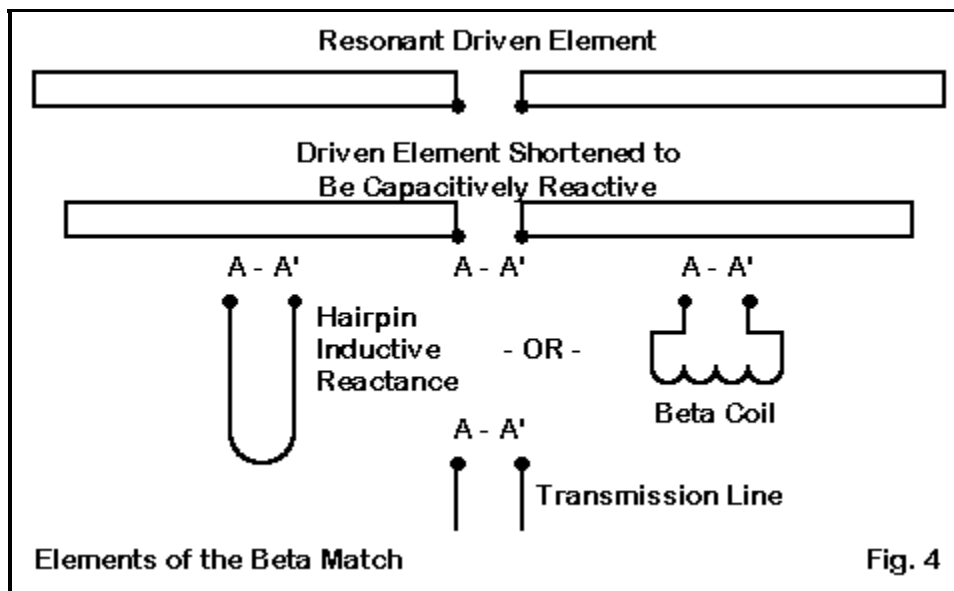 Resonant Driven Element
Driven Element Shortened to
Be Capacitively Reactive
A - A'
A - A'
A - A'
Hairpin
Inductive
Reactance
- OR -
Beta Coil
A - A'
Transmission Line
Elements of the Beta Match
Fig. 4